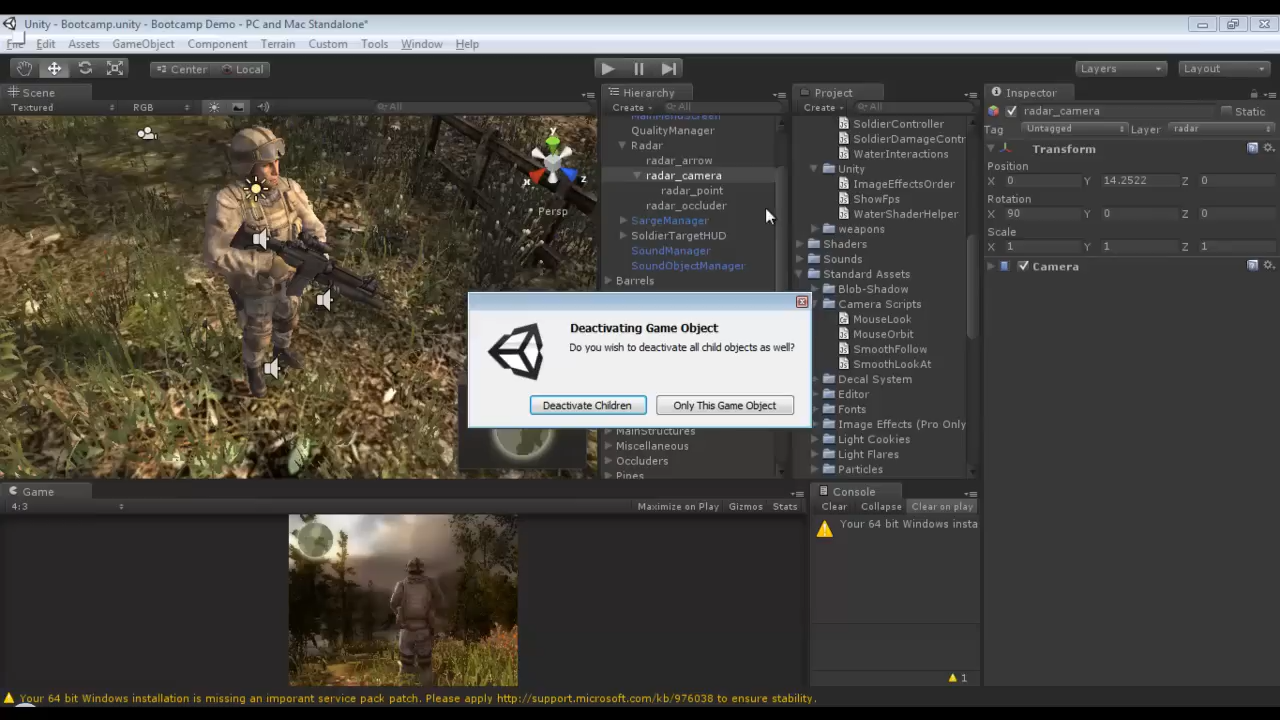 Unity - Bootcamp.unity - Bootcamp Demo - PC and Mac Standalone*
File Edit Assets GameObject Component Terrain Custom Tools Window Help
Center Local
Layers
Layout
Scene
Textured
RGB
All
Hierarchy
Create
All
MainMenuScreen
QualityManager
Radar
radar_arrow
radar_camera
radar_point
radar_occluder
SargeManager
SoldierTargetHUD
SoundManager
SoundObjectManager
Barrels
MainStructures
Miscellaneous
Occluders
Pipes
Project
Create
All
SoldierController
SoldierDamageContr
WaterInteractions
Unity
ImageEffectsOrder
ShowFps
WaterShaderHelper
weapons
Shaders
Sounds
Standard Assets
Blob-Shadow
Camera Scripts
MouseLook
MouseOrbit
SmoothFollow
SmoothLookAt
Decal System
Editor
Fonts
Image Effects (Pro Only
Light Cookies
Light Flares
Particles
Inspector
radar_camera
Static
Tag Untagged Layer radar
Transform
Position
X 0 Y 14.2522 Z 0
Rotation
X 90 Y 0 Z 0
Scale
X 1 Y 1 Z 1
Camera
y
x
z
Persp
Deactivating Game Object
Do you wish to deactivate all child objects as well?
Deactivate Children
Only This Game Object
Game
4:3
Maximize on Play Gizmos Stats
Console
Clear Collapse Clear on play
Your 64 bit Windows insta
1
Your 64 bit Windows installation is missing an imporant service pack patch. Please apply http://support.microsoft.com/kb/976038 to ensure stability.